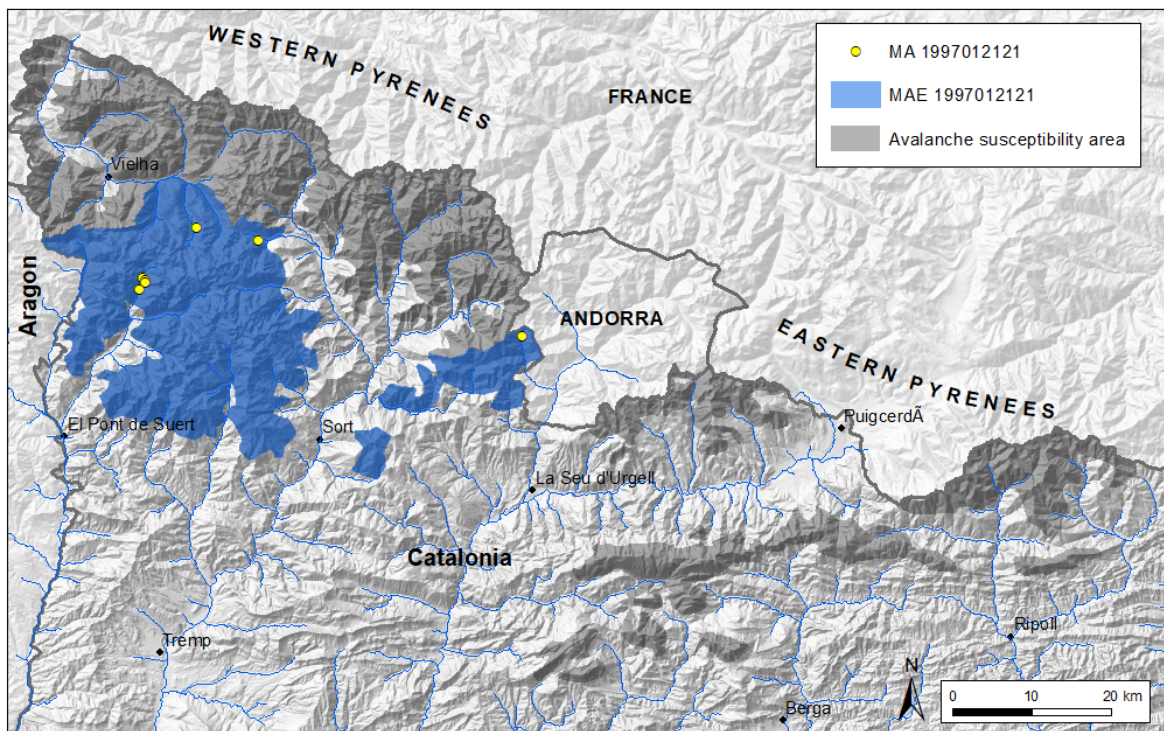 WESTERN PYRENEES
FRANCE
MA 1997012121
MAE 1997012121
Avalanche susceptibility area
Vielha
Aragon
ANDORRA
EASTERN PYRENEES
PuigcerdÃ
El Pont de Suert
Sort
La Seu d'Urgell
Catalonia
Tremp
Ripoll
Berga
N
0 10 20 km